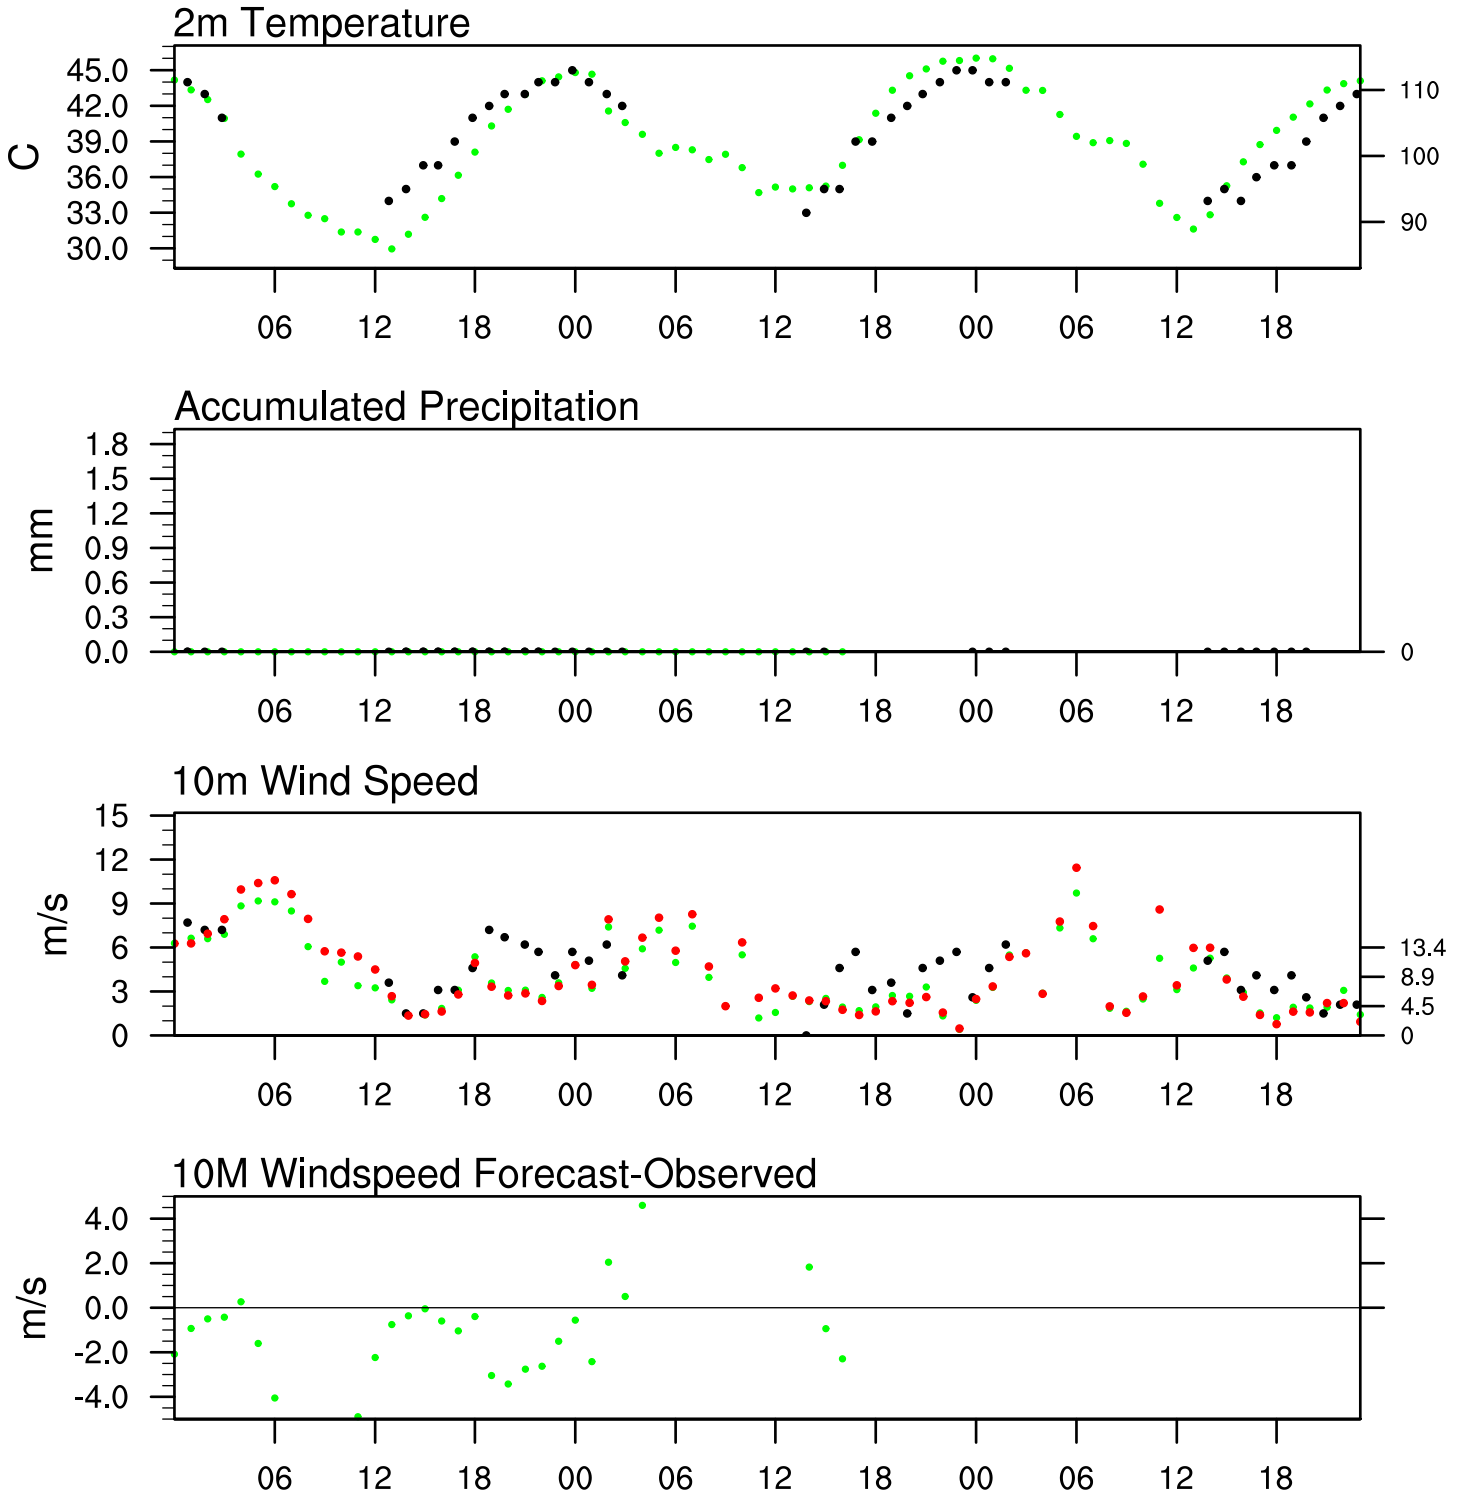 2m Temperature
C
45.0
42.0
39.0
36.0
33.0
30.0
110
100
90
06 12 18 00 06 12 18 00 06 12 18
Accumulated Precipitation
mm
1.8
1.5
1.2
0.9
0.6
0.3
0.0
0
06 12 18 00 06 12 18 00 06 12 18
10m Wind Speed
m/s
15
12
9
6
3
0
13.4
8.9
4.5
0
06 12 18 00 06 12 18 00 06 12 18
10M Windspeed Forecast-Observed
m/s
4.0
2.0
0.0
-2.0
-4.0
06 12 18 00 06 12 18 00 06 12 18